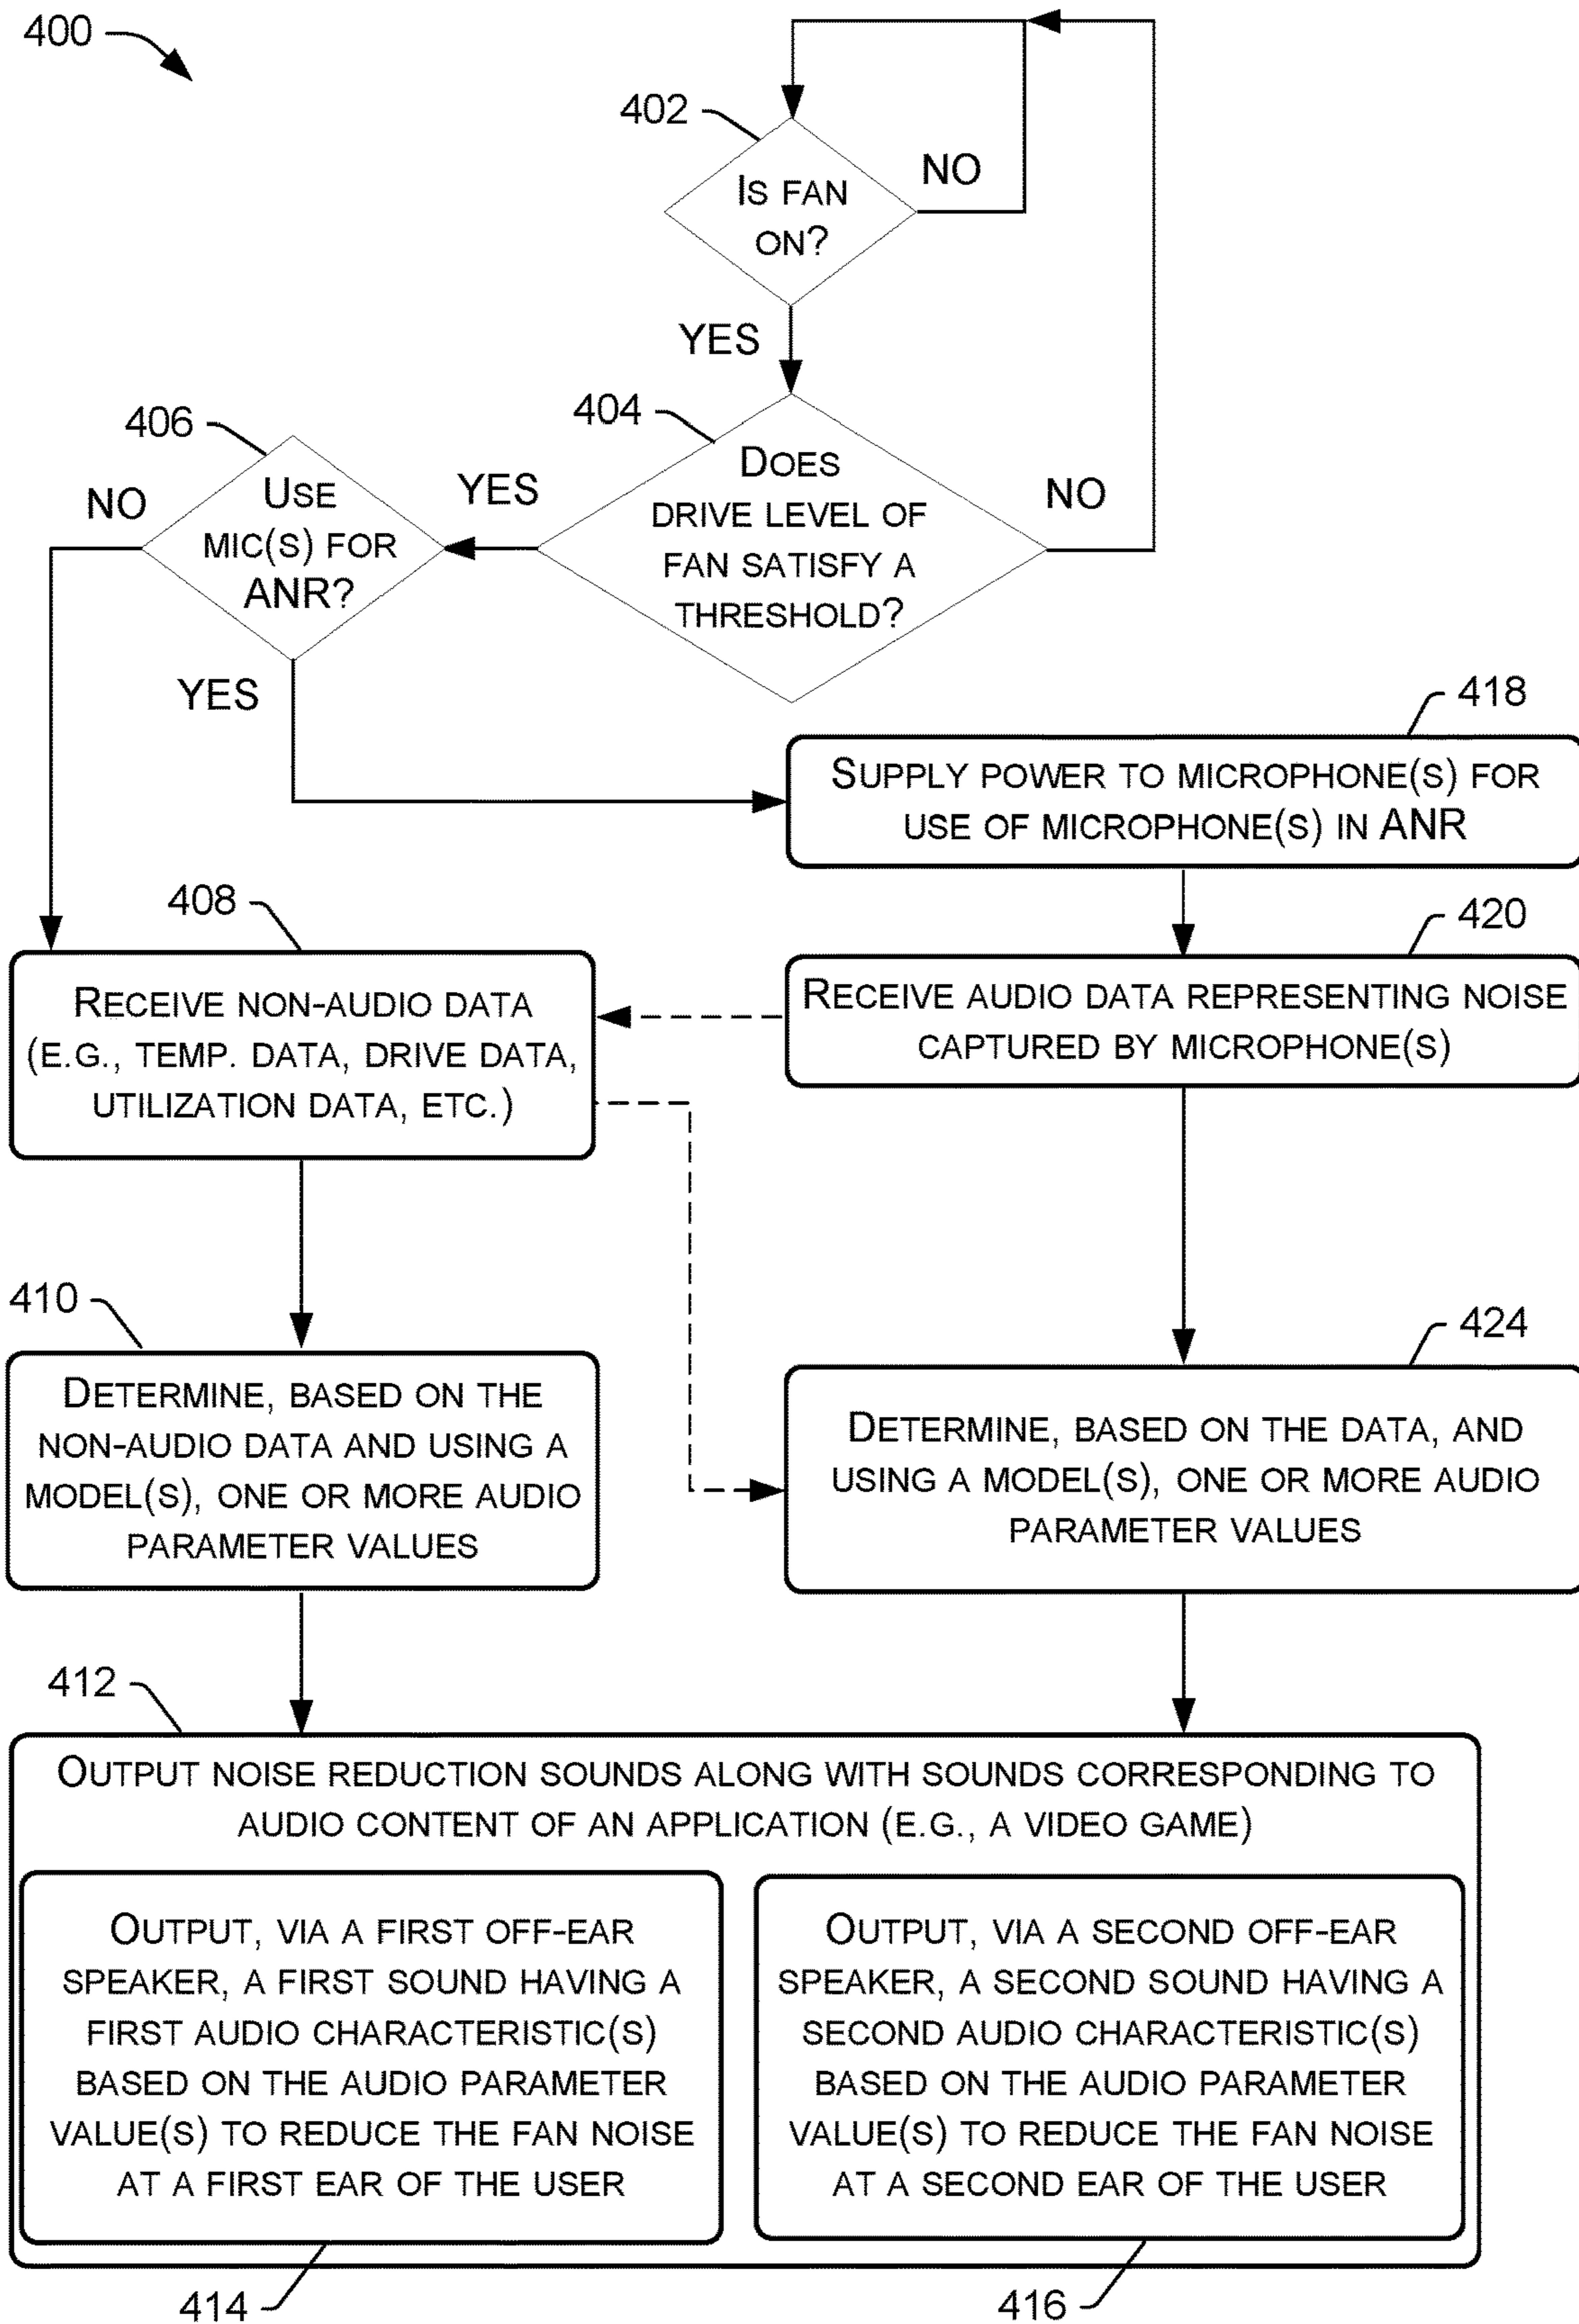 400
402
IS FAN
ON?
NO
YES
404
DOES
DRIVE LEVEL OF
FAN SATISFY A
THRESHOLD?
NO
YES
406
USE
MIC(S) FOR
ANR?
NO
YES
418
SUPPLY POWER TO MICROPHONE(S) FOR
USE OF MICROPHONE(S) IN ANR
408
RECEIVE NON-AUDIO DATA
(E.G., TEMP. DATA, DRIVE DATA,
UTILIZATION DATA, ETC.)
420
RECEIVE AUDIO DATA REPRESENTING NOISE
CAPTURED BY MICROPHONE(S)
410
DETERMINE, BASED ON THE
NON-AUDIO DATA AND USING A
MODEL(S), ONE OR MORE AUDIO
PARAMETER VALUES
424
DETERMINE, BASED ON THE DATA, AND
USING A MODEL(S), ONE OR MORE AUDIO
PARAMETER VALUES
412
OUTPUT NOISE REDUCTION SOUNDS ALONG WITH SOUNDS CORRESPONDING TO
AUDIO CONTENT OF AN APPLICATION (E.G., A VIDEO GAME)
OUTPUT, VIA A FIRST OFF-EAR
SPEAKER, A FIRST SOUND HAVING A
FIRST AUDIO CHARACTERISTIC(S)
BASED ON THE AUDIO PARAMETER
VALUE(S) TO REDUCE THE FAN NOISE
AT A FIRST EAR OF THE USER
414
OUTPUT, VIA A SECOND OFF-EAR
SPEAKER, A SECOND SOUND HAVING A
SECOND AUDIO CHARACTERISTIC(S)
BASED ON THE AUDIO PARAMETER
VALUE(S) TO REDUCE THE FAN NOISE
AT A SECOND EAR OF THE USER
416